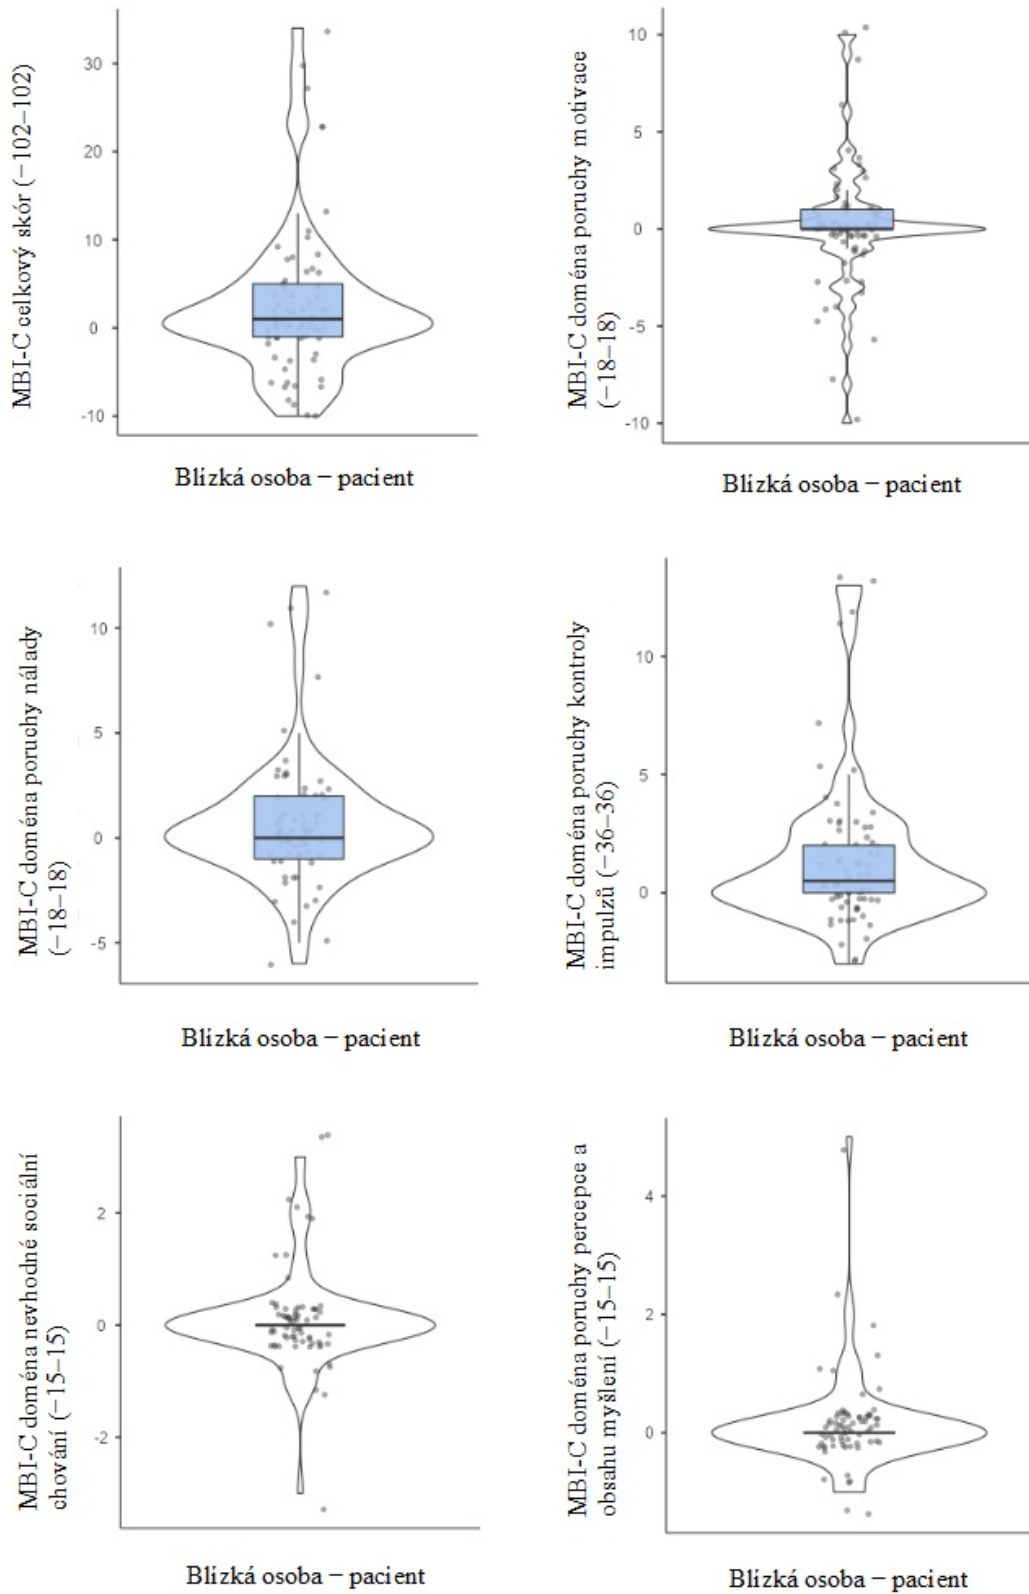 MBI-C celkový skór (−102–102)
30
20
10
0
-10
Blízká osoba − pacient
MBI-C doména poruchy motivace
(−18–18)
10
5
0
-5
-10
Blízká osoba − pacient
MBI-C doména poruchy nálady
(−18–18)
10
5
0
-5
Blízká osoba − pacient
MBI-C doména poruchy kontroly
impulzů (−36–36)
10
5
0
Blízká osoba − pacient
MBI-C doména nevhodné sociální
chování (−15–15)
2
0
-2
Blízká osoba − pacient
MBI-C doména poruchy percepce a
obsahu myšlení (−15–15)
4
2
0
Blízká osoba − pacient